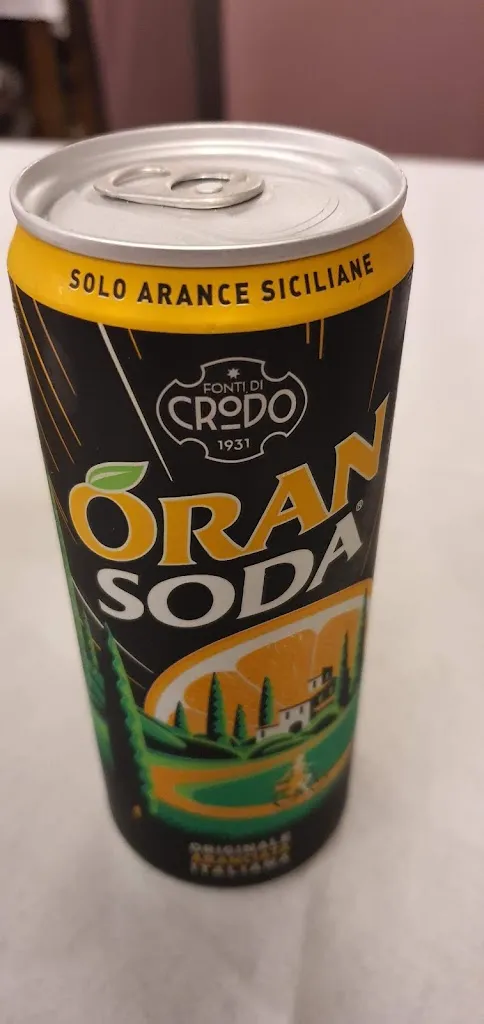 SOLO ARANCE SICILIANE
FONTI DI
CRODO
1931
ORAN
SODA®
ORIGINALE
ARANCIATA
ITALIANA